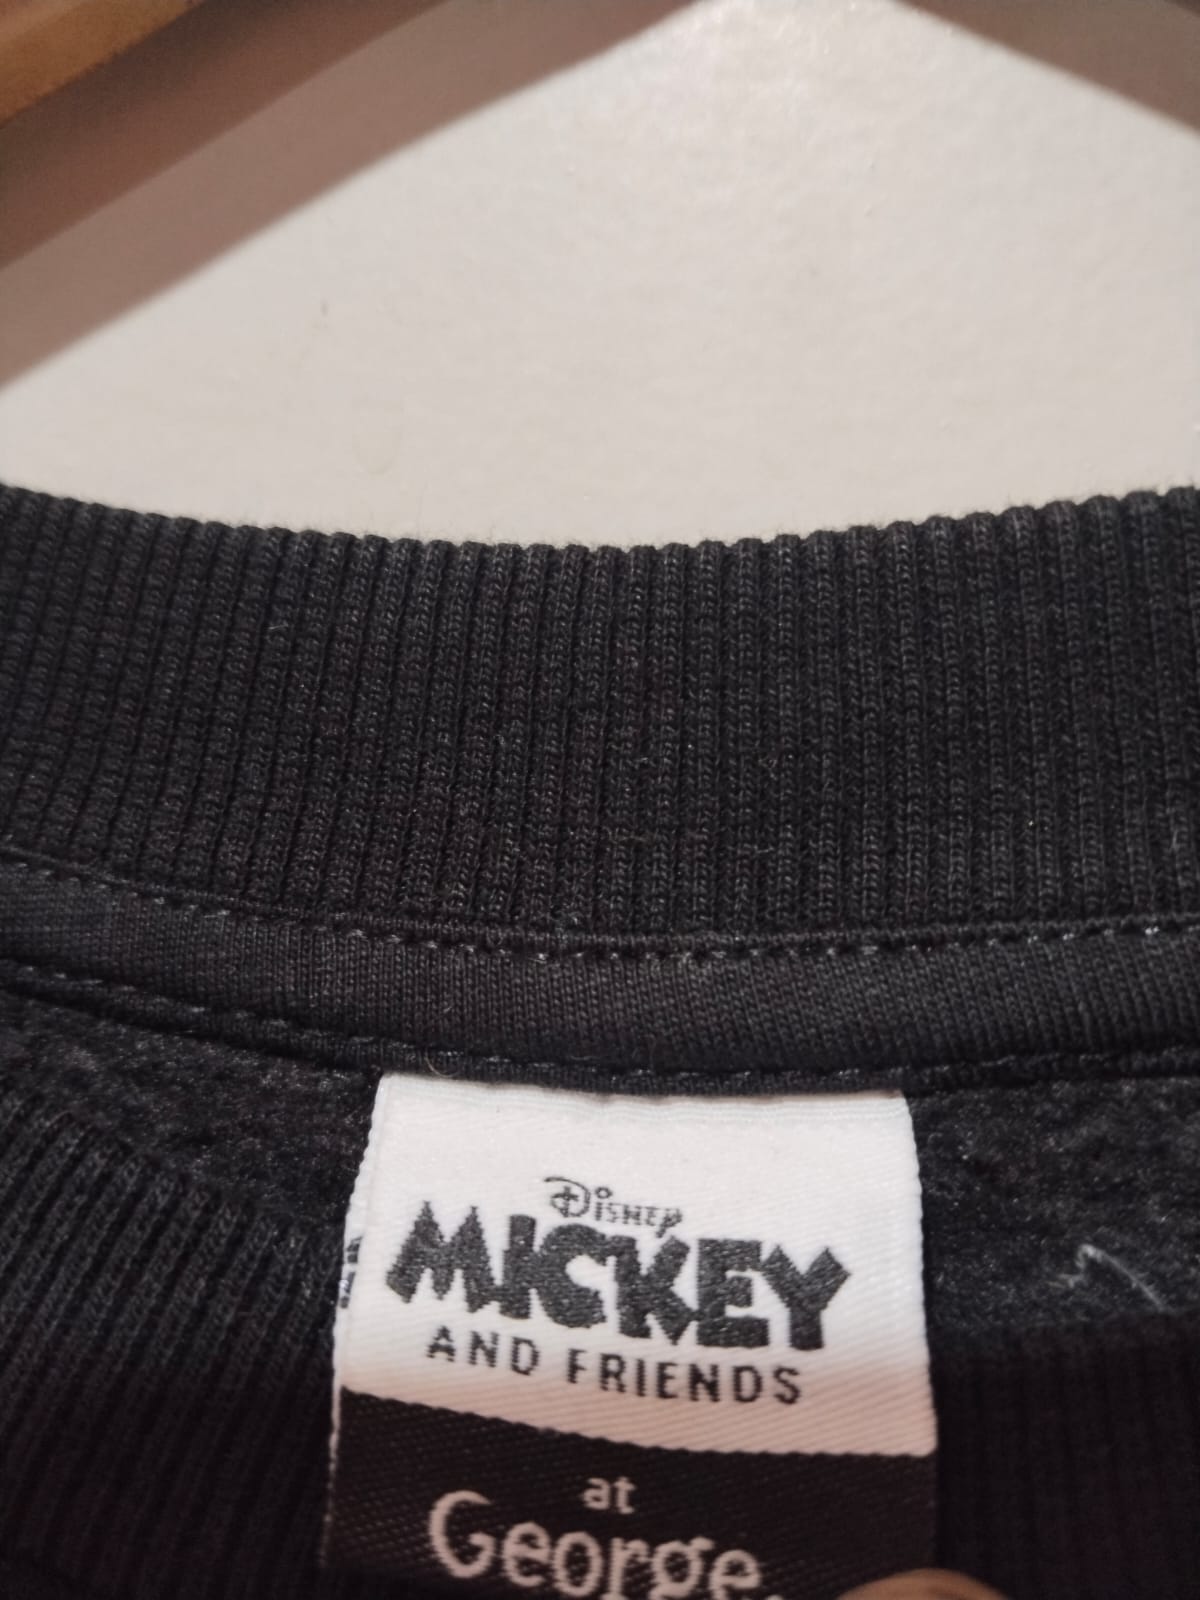 Disney
MICKEY
AND FRIENDS
at
George.